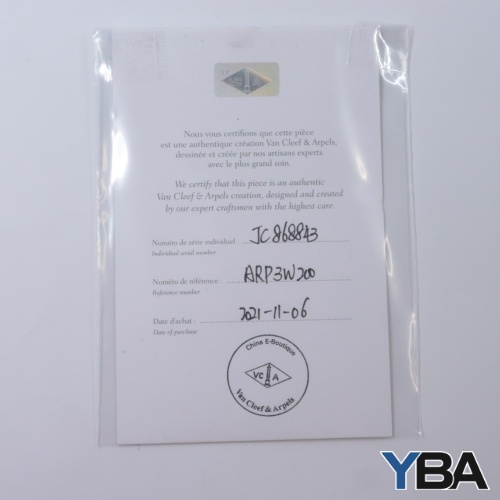 Nous vous certifions que cette pièce
est une authentique création Van Cleef & Arpels,
dessinée et créée par nos artisans experts
avec le plus grand soin.
We certify that this piece is an authentic
Van Cleef & Arpels creation, designed and created
by our expert craftsmen with the highest care.
Numéro de série individuel : JC868843
Individual serial number
Numéro de référence : ARP3W200
Reference number
Date d'achat : 2021-11-06
Date of purchase
China E-Boutique
VC A
Van Cleef & Arpels
YBA